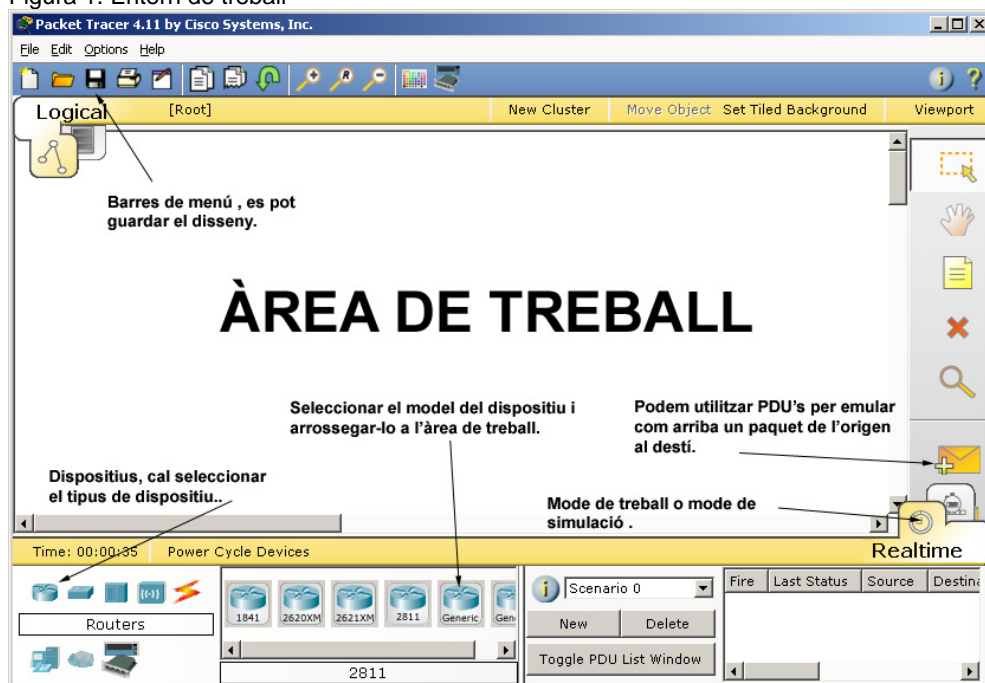 Figura 1: Entorn de treball
Packet Tracer 4.11 by Cisco Systems, Inc.
File Edit Options Help
Logical [Root] New Cluster Move Object Set Tiled Background Viewport
Barres de menú , es pot
guardar el disseny.
ÀREA DE TREBALL
Seleccionar el model del dispositiu i
arrossegar-lo a l'àrea de treball.
Podem utilitzar PDU's per emular
com arriba un paquet de l'origen
al destí.
Dispositius, cal seleccionar
el tipus de dispositiu..
Mode de treball o mode de
simulació .
Time: 00:00:35 Power Cycle Devices Realtime
Routers
1841 2620XM 2621XM 2811 Generic Gen
2811
Scenario 0
New Delete
Toggle PDU List Window
Fire Last Status Source Destina